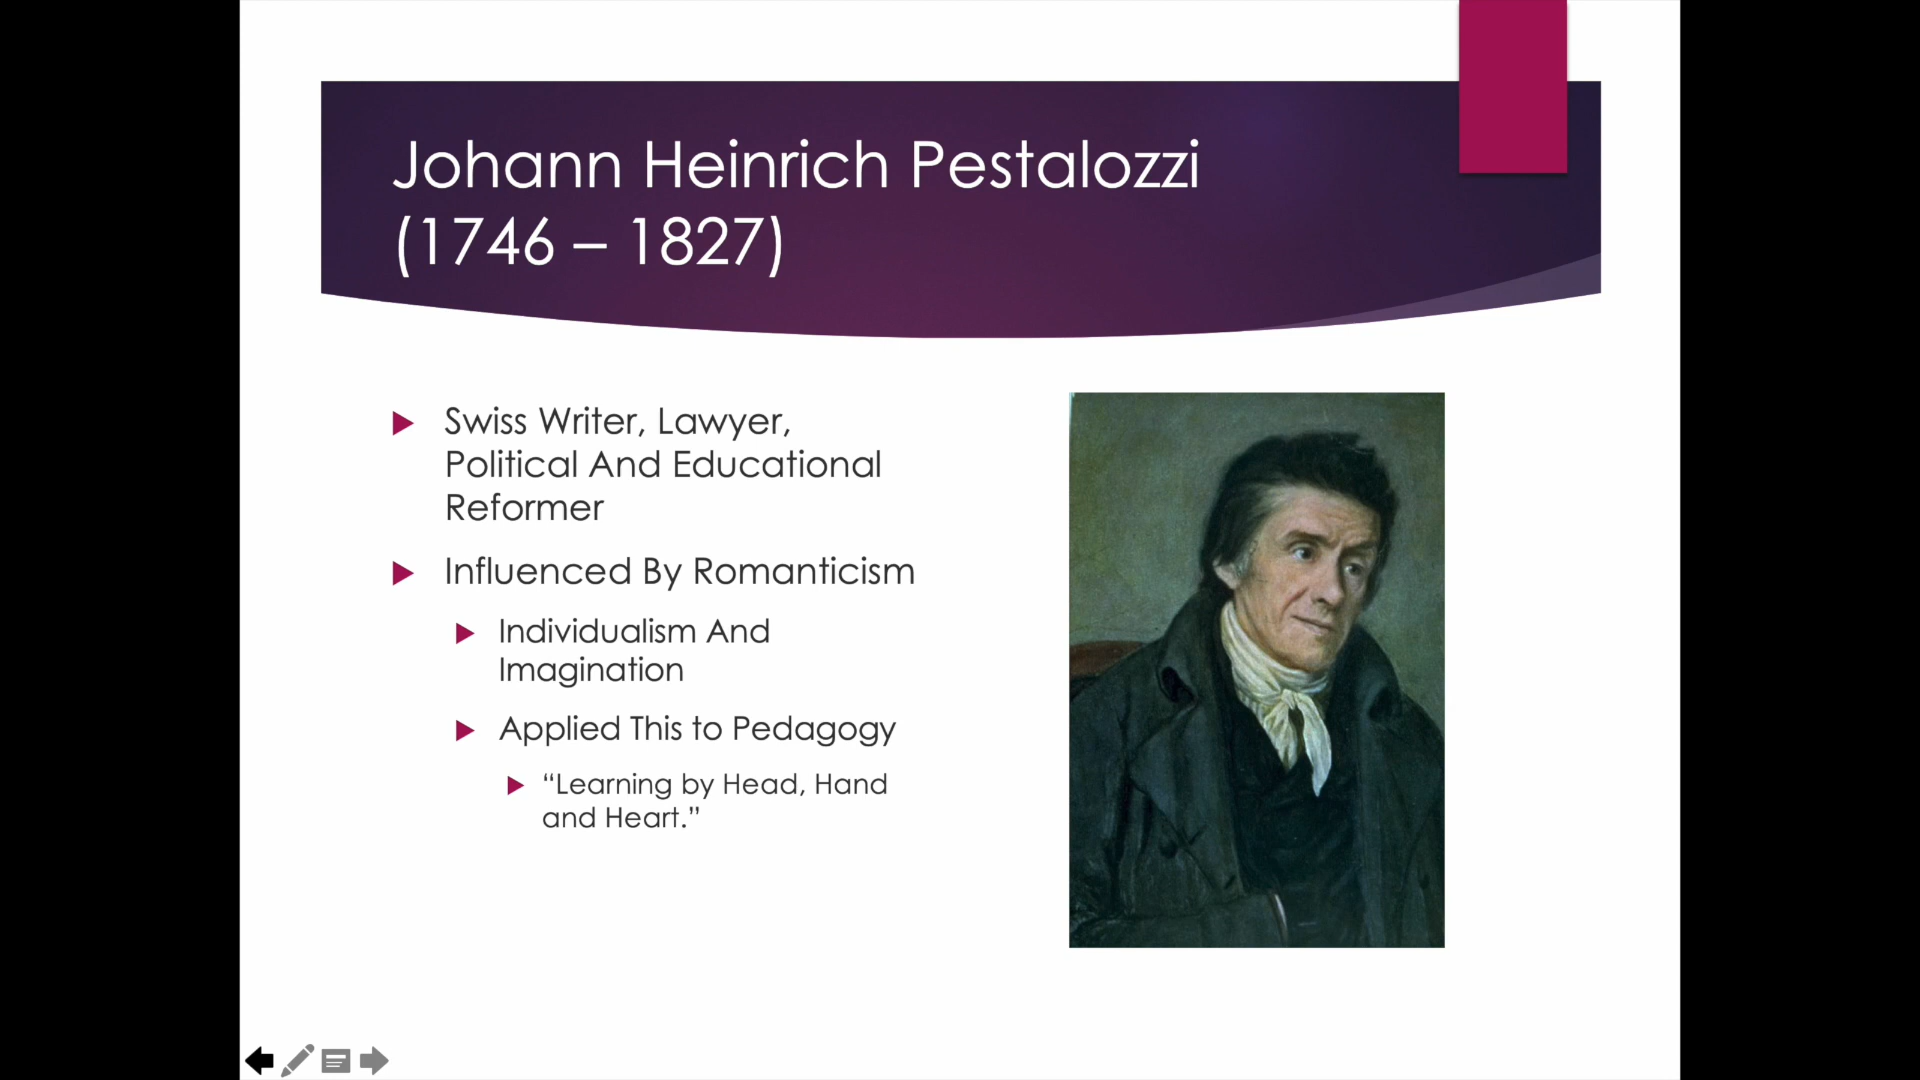 Johann Heinrich Pestalozzi
(1746 – 1827)
Swiss Writer, Lawyer,
Political And Educational
Reformer
Influenced By Romanticism
Individualism And
Imagination
Applied This to Pedagogy
“Learning by Head, Hand
and Heart.”